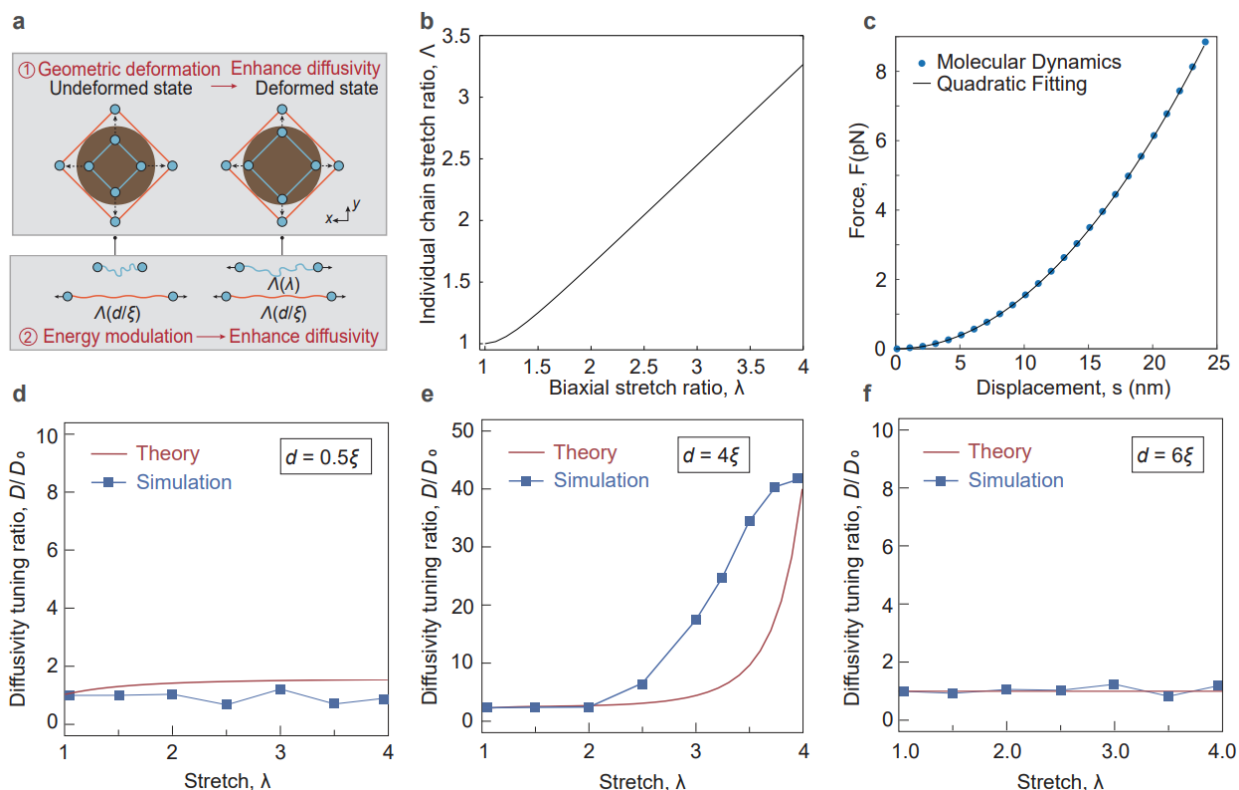 a
① Geometric deformation Enhance diffusivity
Undeformed state → Deformed state
x y
Λ(λ)
Λ(d/ξ) Λ(d/ξ)
② Energy modulation → Enhance diffusivity
b
Individual chain stretch ratio, Λ
3.5
3
2.5
2
1.5
1
1 1.5 2 2.5 3 3.5 4
Biaxial stretch ratio, λ
c
Molecular Dynamics
Quadratic Fitting
Force, F(pN)
8
6
4
2
0
0 5 10 15 20 25
Displacement, s (nm)
d
Diffusivity tuning ratio, D/D₀
10
8
6
4
2
0
Theory
Simulation
d = 0.5ξ
1 2 3 4
Stretch, λ
e
Diffusivity tuning ratio, D/D₀
50
40
30
20
10
0
Theory
Simulation
d = 4ξ
1 2 3 4
Stretch, λ
f
Diffusivity tuning ratio, D/D₀
10
8
6
4
2
0
Theory
Simulation
d = 6ξ
1.0 2.0 3.0 4.0
Stretch, λ